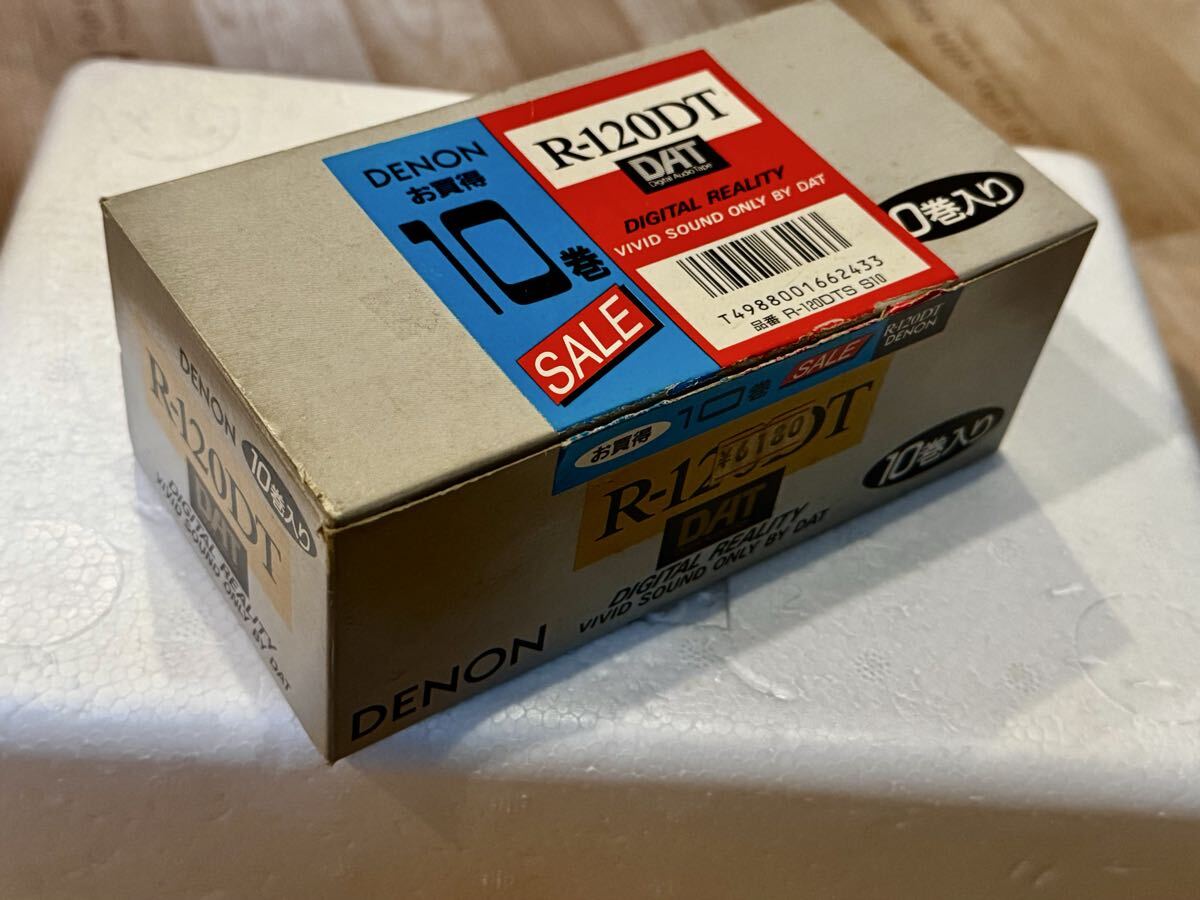 DENON
お買得
10巻
SALE
R-120DT
DAT
Digital Audio Tape
DIGITAL REALITY
VIVID SOUND ONLY BY DAT
T4988001662433
品番 R-120DTS S10
10巻入り
お買得
10巻
SALE
R-120DT
DENON
R-120DT
¥6180
DAT
DIGITAL REALITY
VIVID SOUND ONLY BY DAT
10巻入り
DENON
DENON
10巻入り
R-120DT
DAT
DIGITAL REALITY
VIVID SOUND ONLY BY DAT